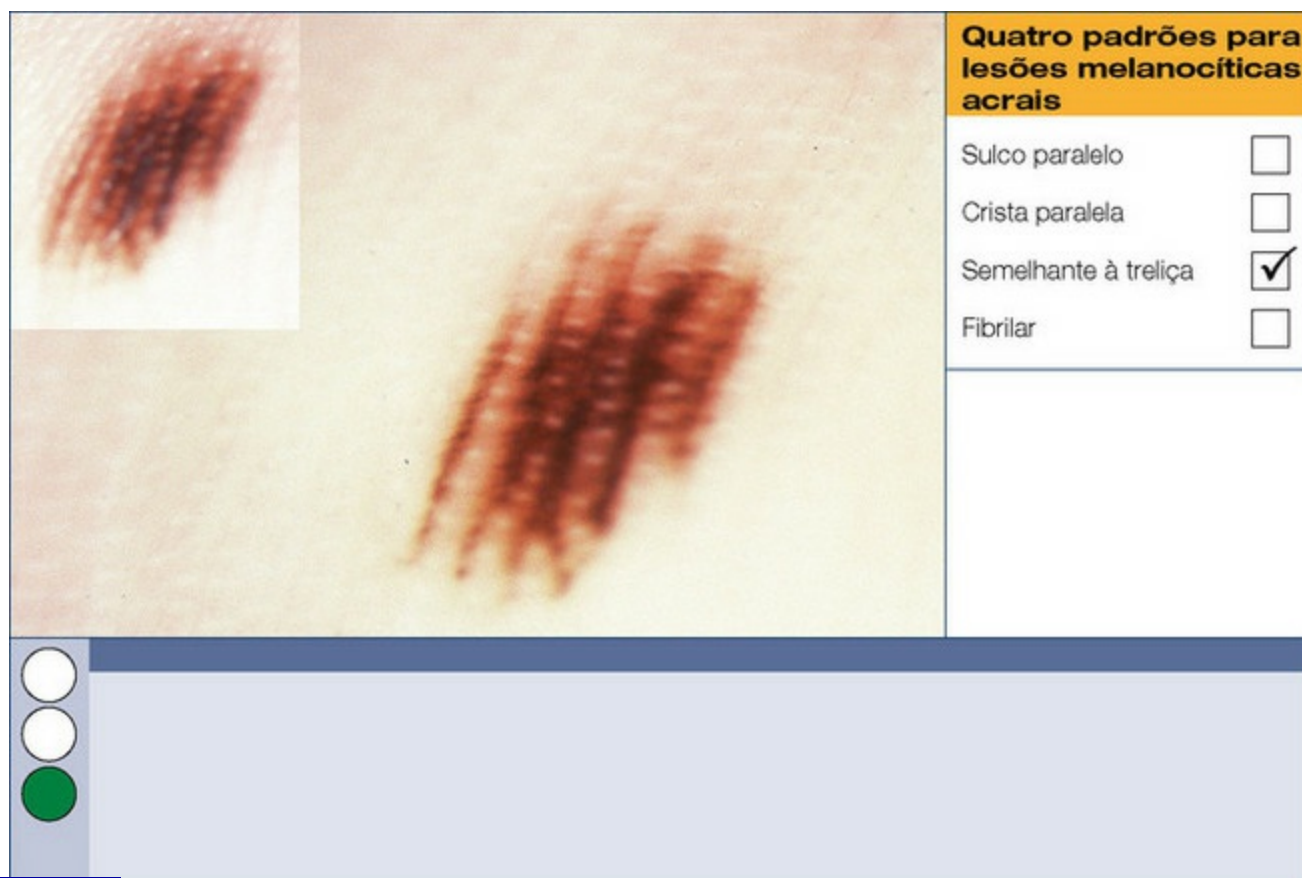 Quatro padrões para
lesões melanocíticas
acrais
Sulco paralelo
Crista paralela
Semelhante à treliça
Fibrilar